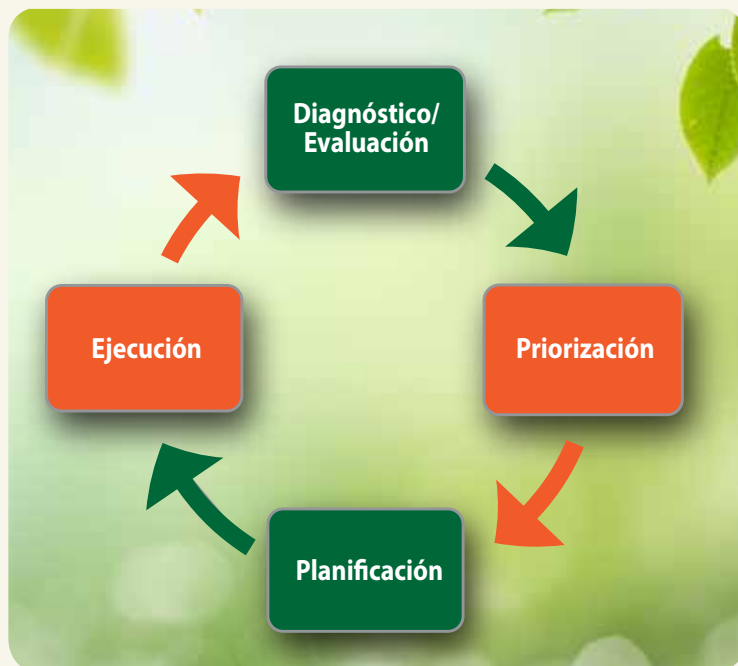 Diagnóstico/
Evaluación
Priorización
Planificación
Ejecución